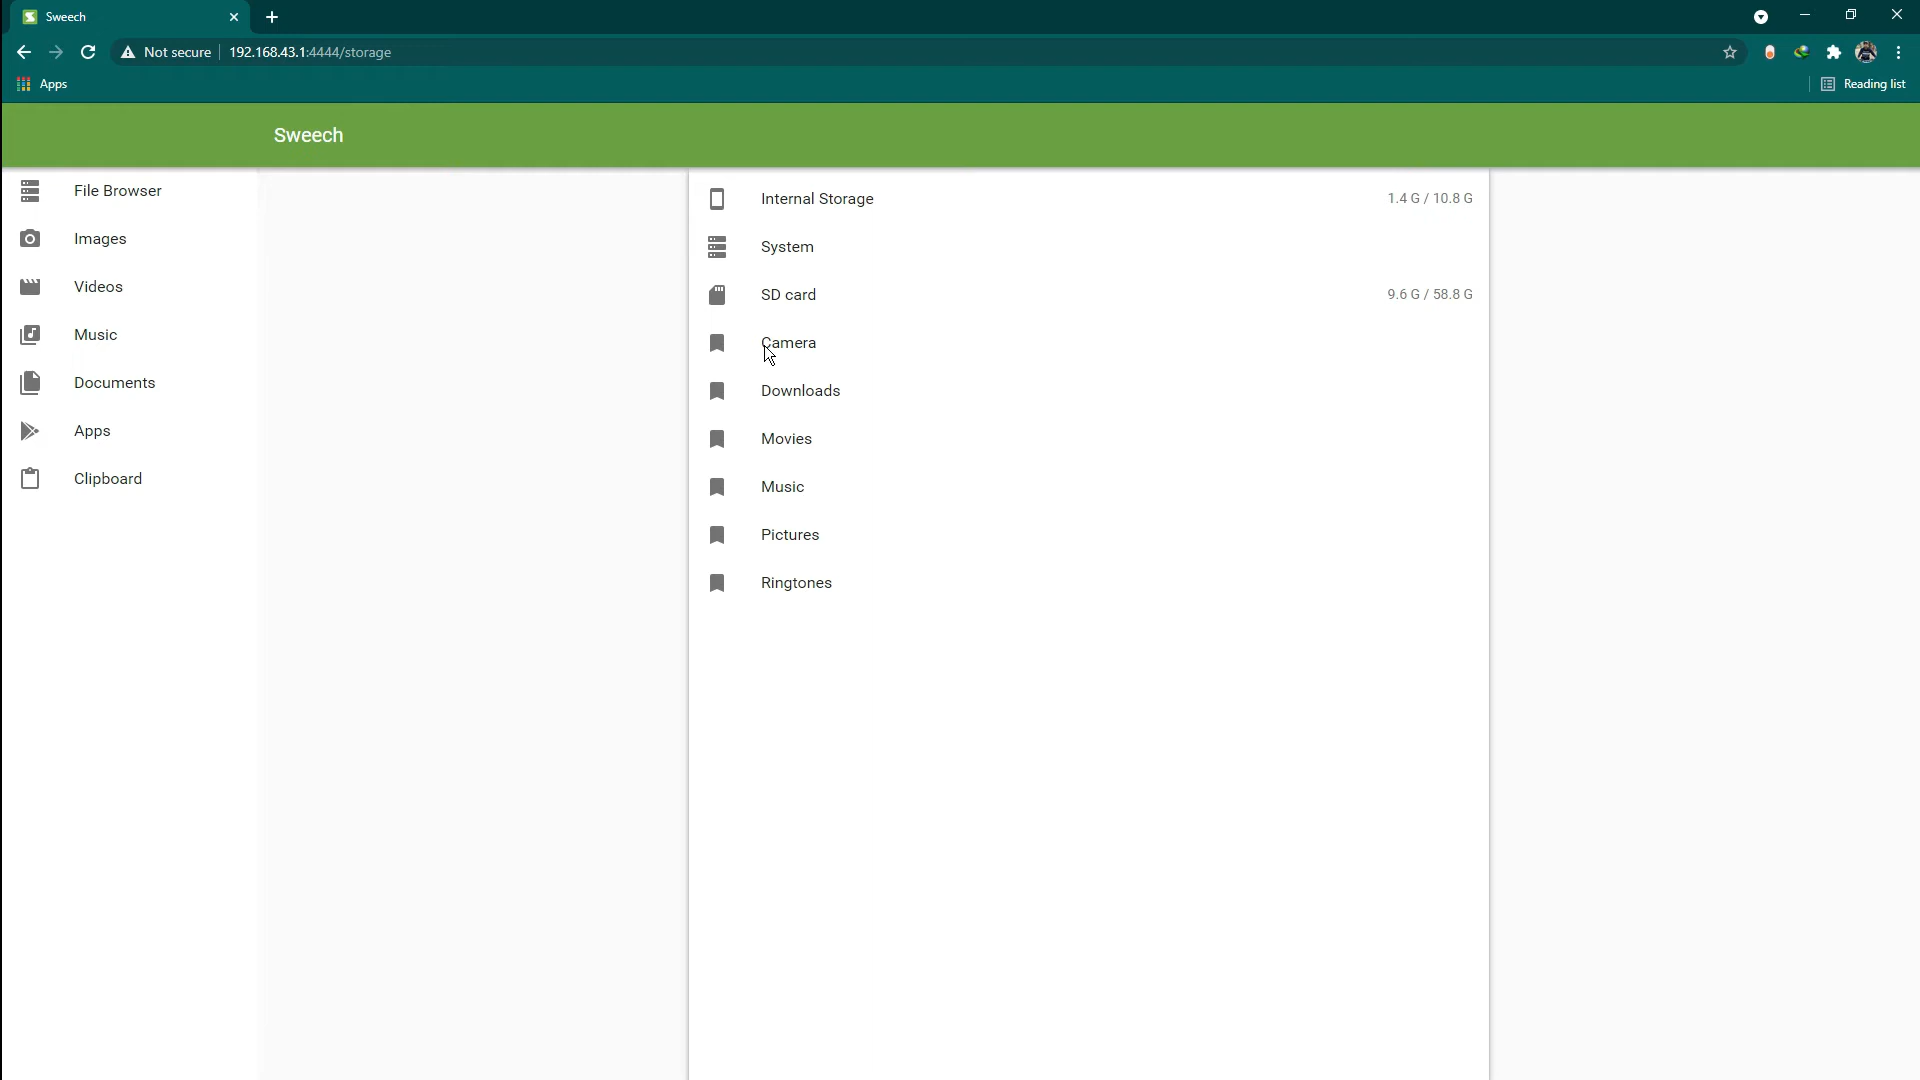 Sweech
Not secure 192.168.43.1:4444/storage
Apps
Reading list
Sweech
File Browser
Images
Videos
Music
Documents
Apps
Clipboard
Internal Storage 1.4 G / 10.8 G
System
SD card 9.6 G / 58.8 G
Camera
Downloads
Movies
Music
Pictures
Ringtones